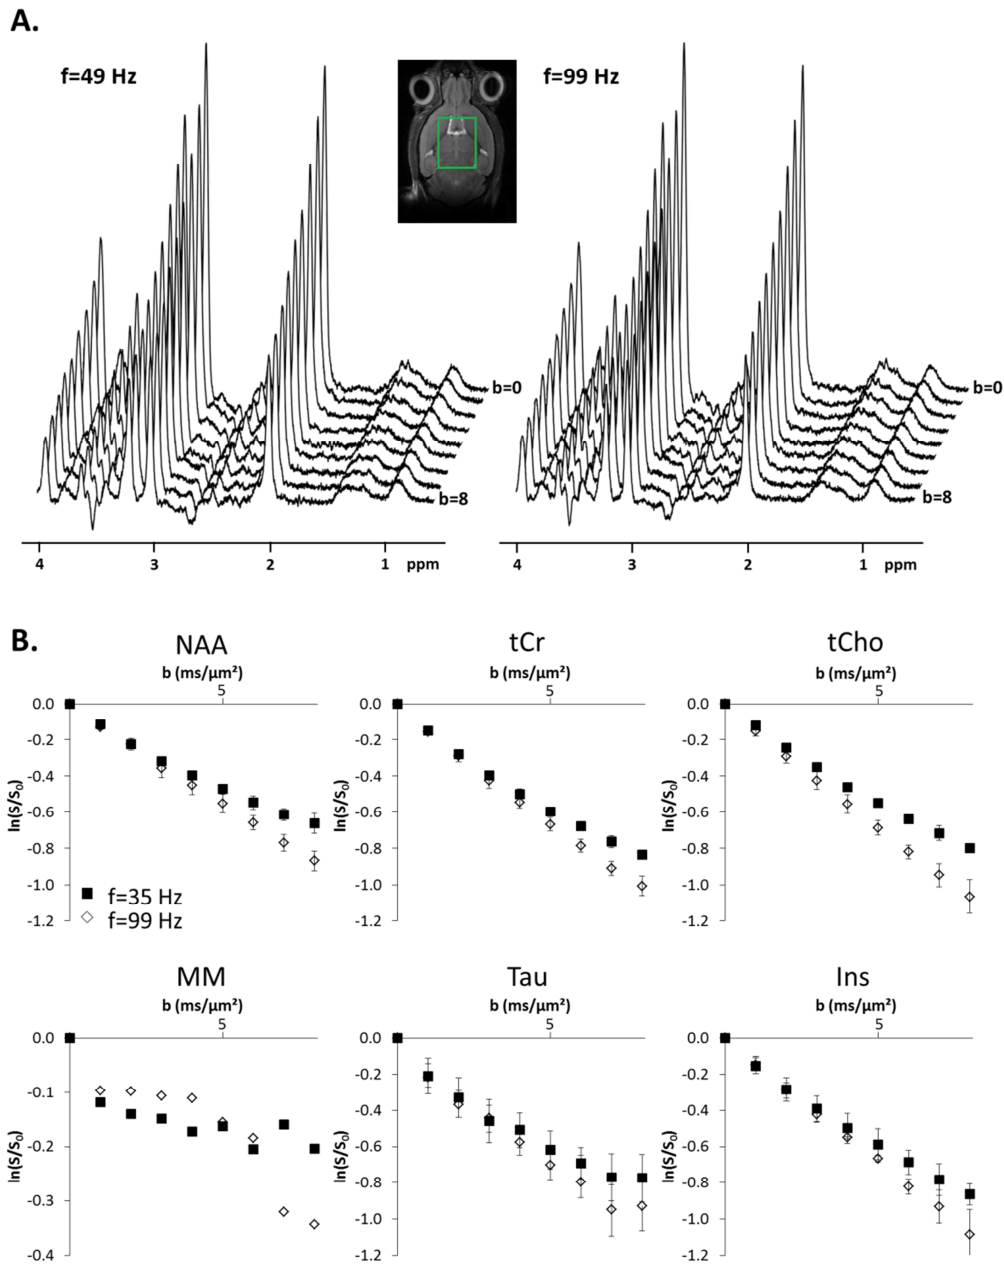 A.
f=49 Hz
f=99 Hz
b=0
b=8
b=0
b=8
4 3 2 1 ppm
4 3 2 1 ppm
B.
NAA
b (ms/µm²)
5
0.0
-0.2
-0.4
-0.6
-0.8
-1.0
-1.2
ln(S/S₀)
f=35 Hz
f=99 Hz
tCr
b (ms/µm²)
5
0.0
-0.2
-0.4
-0.6
-0.8
-1.0
-1.2
ln(S/S₀)
tCho
b (ms/µm²)
5
0.0
-0.2
-0.4
-0.6
-0.8
-1.0
-1.2
ln(S/S₀)
MM
b (ms/µm²)
5
0.0
-0.1
-0.2
-0.3
-0.4
ln(S/S₀)
Tau
b (ms/µm²)
5
0.0
-0.2
-0.4
-0.6
-0.8
-1.0
-1.2
ln(S/S₀)
Ins
b (ms/µm²)
5
0.0
-0.2
-0.4
-0.6
-0.8
-1.0
-1.2
ln(S/S₀)